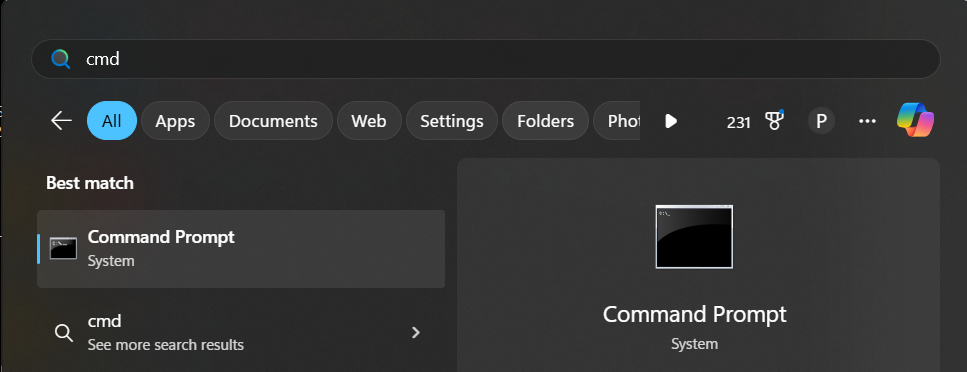 cmd
All Apps Documents Web Settings Folders Phot 231 P ...
Best match
Command Prompt
System
cmd
See more search results
Command Prompt
System